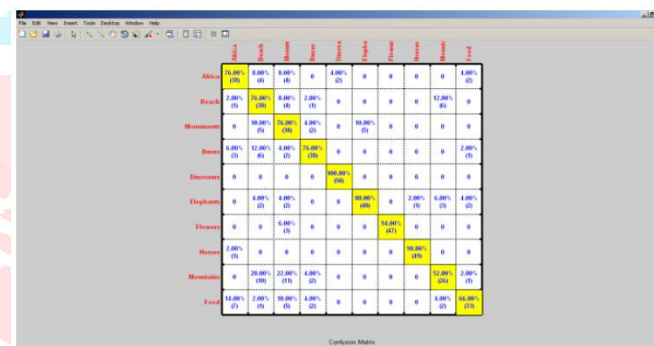 File Edit View Insert Tools Desktop Window Help
Africa Beach Monum Buses Dinosa Elepha Flower Horses Mounta Food
Africa 76.00% (38) 8.00% (4) 8.00% (4) 0 4.00% (2) 0 0 0 0 4.00% (2)
Beach 2.00% (1) 76.00% (38) 8.00% (4) 2.00% (1) 0 0 0 0 12.00% (6) 0
Monuments 0 10.00% (5) 76.00% (38) 4.00% (2) 0 10.00% (5) 0 0 0 0
Buses 6.00% (3) 12.00% (6) 4.00% (2) 76.00% (38) 0 0 0 0 0 2.00% (1)
Dinosaurs 0 0 0 0 100.00% (50) 0 0 0 0 0
Elephants 0 4.00% (2) 4.00% (2) 0 0 80.00% (40) 0 2.00% (1) 6.00% (3) 4.00% (2)
Flowers 0 0 6.00% (3) 0 0 0 94.00% (47) 0 0 0
Horses 2.00% (1) 0 0 0 0 0 0 98.00% (49) 0 0
Mountains 0 20.00% (10) 22.00% (11) 4.00% (2) 0 0 0 0 52.00% (26) 2.00% (1)
Food 14.00% (7) 2.00% (1) 10.00% (5) 4.00% (2) 0 0 0 0 4.00% (2) 66.00% (33)
Confusion Matrix